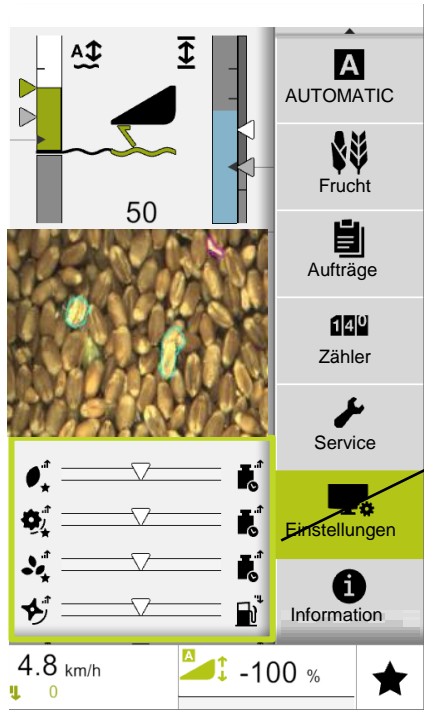 A
50
A
AUTOMATIC
Frucht
Aufträge
140
Zähler
Service
Einstellungen
i
Information
4.8 km/h
0
A
-100 %